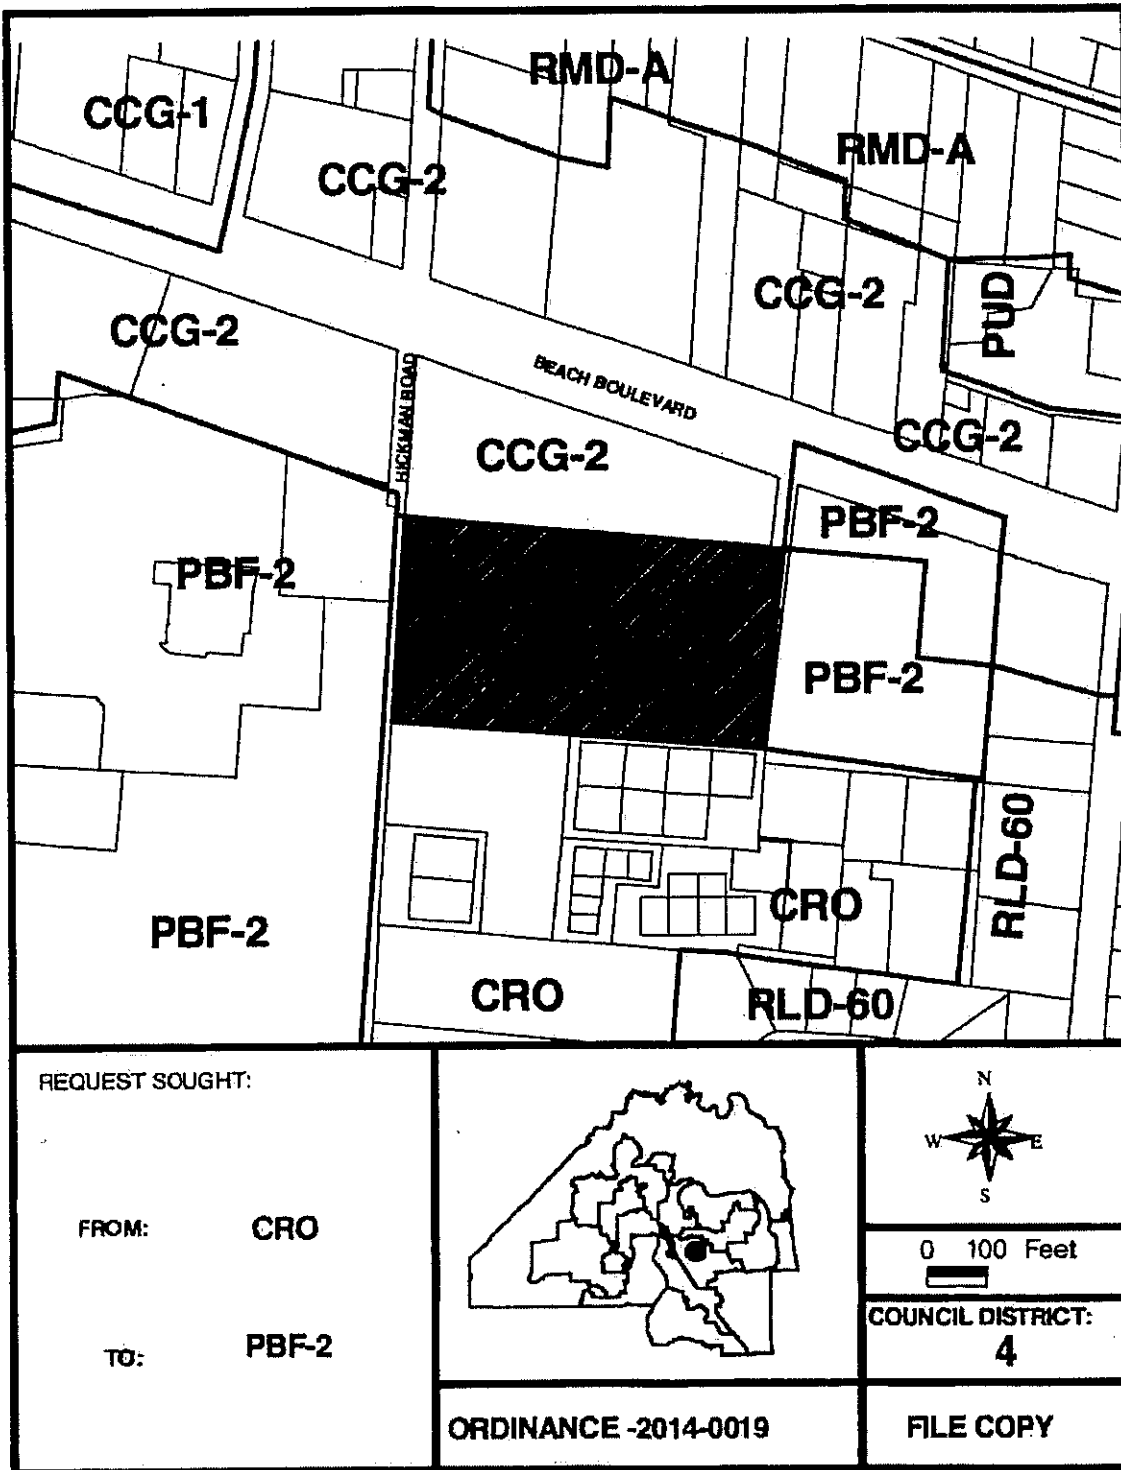 RMD-A
CCG-1
RMD-A
CCG-2
CCG-2
PUD
CCG-2
BEACH BOULEVARD
HICKMAN ROAD
CCG-2
CCG-2
PBF-2
PBF-2
PBF-2
RLD-60
CRO
PBF-2
CRO
RLD-60
REQUEST SOUGHT:
FROM: CRO
TO: PBF-2
N
W E
S
0 100 Feet
COUNCIL DISTRICT:
4
ORDINANCE -2014-0019
FILE COPY